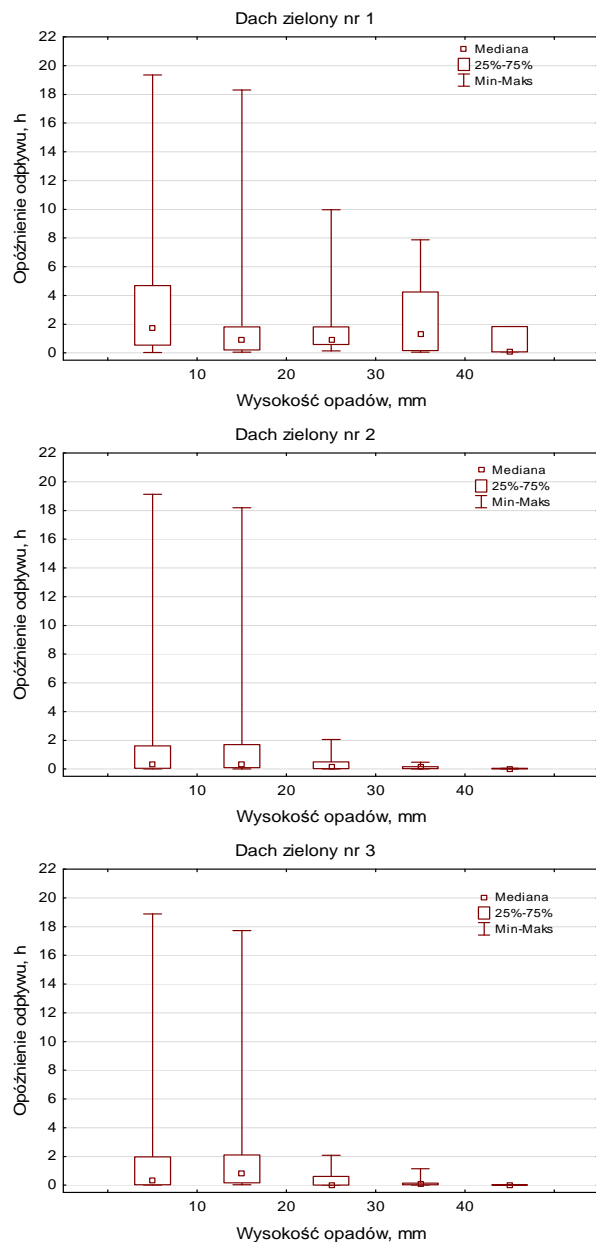 Dach zielony nr 1
22
20
18
16
14
12
10
8
6
4
2
0
Opóźnienie odpływu, h
Mediana
25%-75%
Min-Maks
10 20 30 40
Wysokość opadów, mm
Dach zielony nr 2
22
20
18
16
14
12
10
8
6
4
2
0
Opóźnienie odpływu, h
Mediana
25%-75%
Min-Maks
10 20 30 40
Wysokość opadów, mm
Dach zielony nr 3
22
20
18
16
14
12
10
8
6
4
2
0
Opóźnienie odpływu, h
Mediana
25%-75%
Min-Maks
10 20 30 40
Wysokość opadów, mm